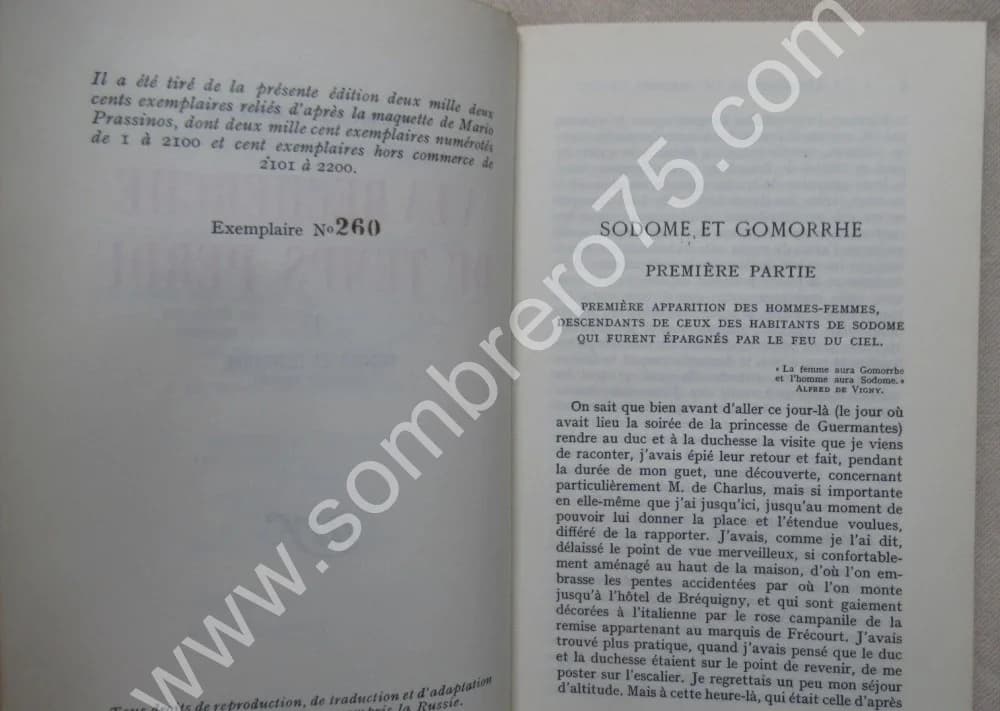 Il a été tiré de la présente édition deux mille deux
cents exemplaires reliés d'après la maquette de Mario
Prassinos, dont deux mille cent exemplaires numérotés
de 1 à 2100 et cent exemplaires hors commerce de
2101 à 2200.
Exemplaire No 260
droits de reproduction, de traduction et d'adaptation
la Russie.
SODOME ET GOMORRHE
PREMIÈRE PARTIE
PREMIÈRE APPARITION DES HOMMES-FEMMES,
DESCENDANTS DE CEUX DES HABITANTS DE SODOME
QUI FURENT ÉPARGNÉS PAR LE FEU DU CIEL.
« La femme aura Gomorrhe
et l'homme aura Sodome. »
ALFRED DE VIGNY.
On sait que bien avant d'aller ce jour-là (le jour où
avait lieu la soirée de la princesse de Guermantes)
rendre au duc et à la duchesse la visite que je viens
de raconter, j'avais épié leur retour et fait, pendant
la durée de mon guet, une découverte, concernant
particulièrement M. de Charlus, mais si importante
en elle-même que j'ai jusqu'ici, jusqu'au moment de
pouvoir lui donner la place et l'étendue voulues,
différé de la rapporter. J'avais, comme je l'ai dit,
délaissé le point de vue merveilleux, si confortable-
ment aménagé au haut de la maison, d'où l'on em-
brasse les pentes accidentées par où l'on monte
jusqu'à l'hôtel de Bréquigny, et qui sont gaiement
décorées à l'italienne par le rose campanile de la
remise appartenant au marquis de Frécourt. J'avais
trouvé plus pratique, quand j'avais pensé que le duc
et la duchesse étaient sur le point de revenir, de me
poster sur l'escalier. Je regrettais un peu mon séjour
d'altitude. Mais à cette heure-là, qui était celle d'après
www.sombrero75.com